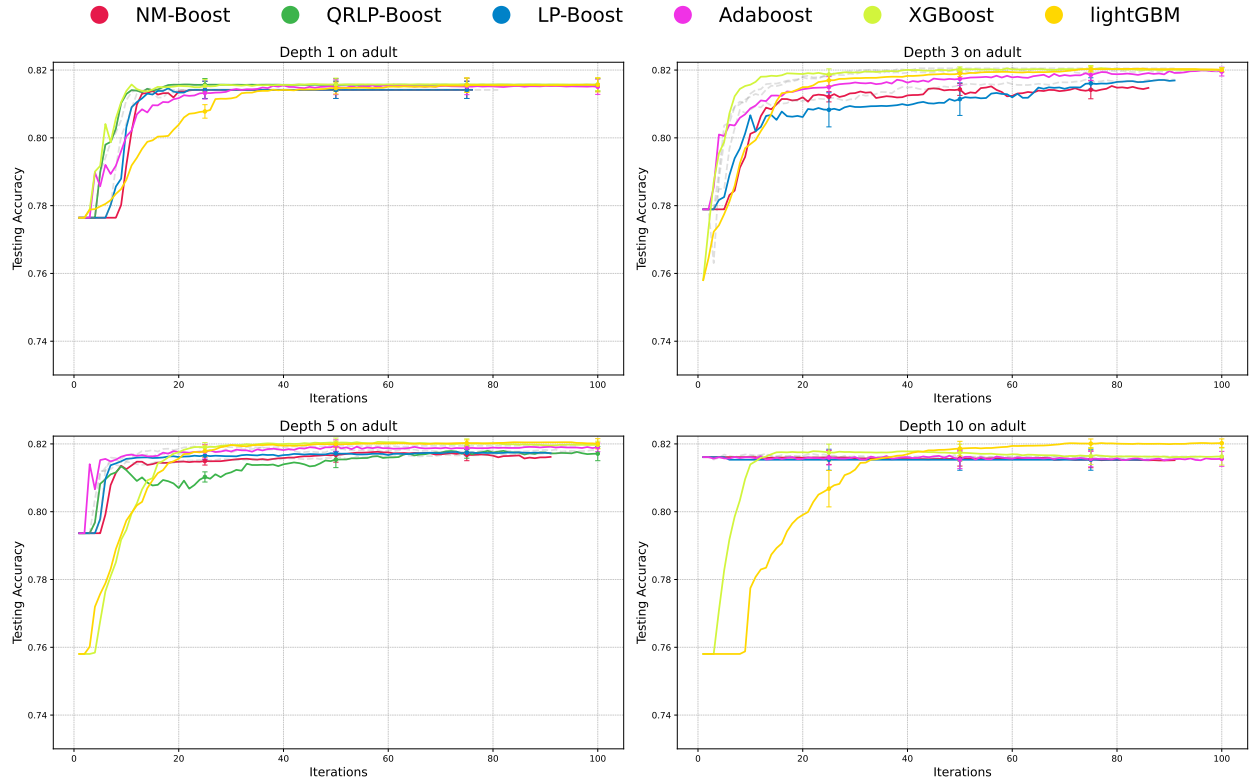 NM-Boost QRLP-Boost LP-Boost Adaboost XGBoost lightGBM
Depth 1 on adult
Testing Accuracy
0.82
0.80
0.78
0.76
0.74
0 20 40 60 80 100
Iterations
Depth 3 on adult
Testing Accuracy
0.82
0.80
0.78
0.76
0.74
0 20 40 60 80 100
Iterations
Depth 5 on adult
Testing Accuracy
0.82
0.80
0.78
0.76
0.74
0 20 40 60 80 100
Iterations
Depth 10 on adult
Testing Accuracy
0.82
0.80
0.78
0.76
0.74
0 20 40 60 80 100
Iterations